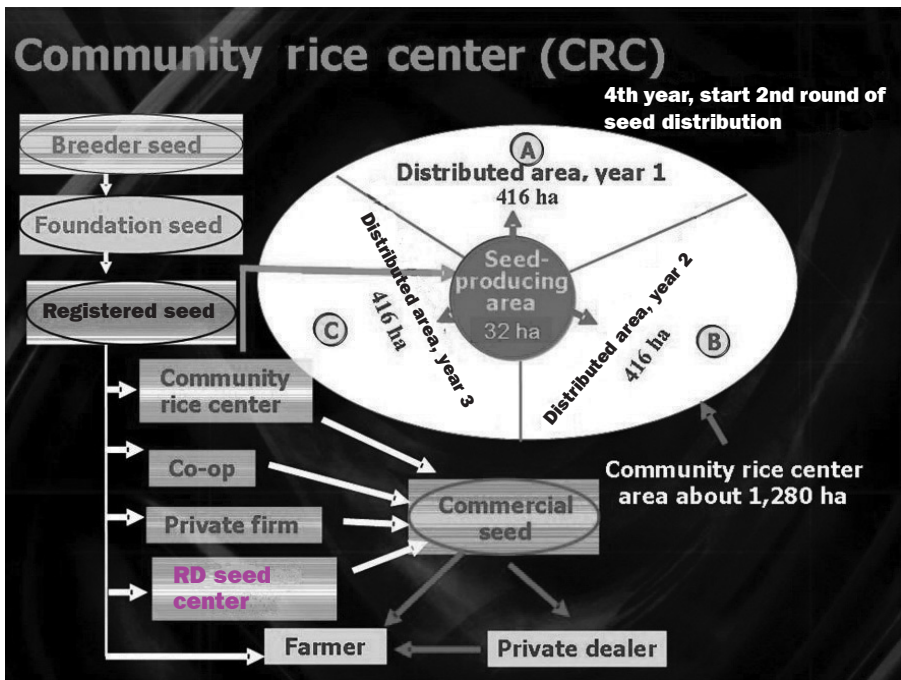 Community rice center (CRC)
4th year, start 2nd round of
seed distribution
Breeder seed
Foundation seed
Registered seed
A
Distributed area, year 1
416 ha
Seed-
producing
area
32 ha
Distributed area, year 2
416 ha
B
Distributed area, year 3
416 ha
C
Community
rice center
Co-op
Private firm
RD seed
center
Commercial
seed
Community rice center
area about 1,280 ha
Farmer
Private dealer